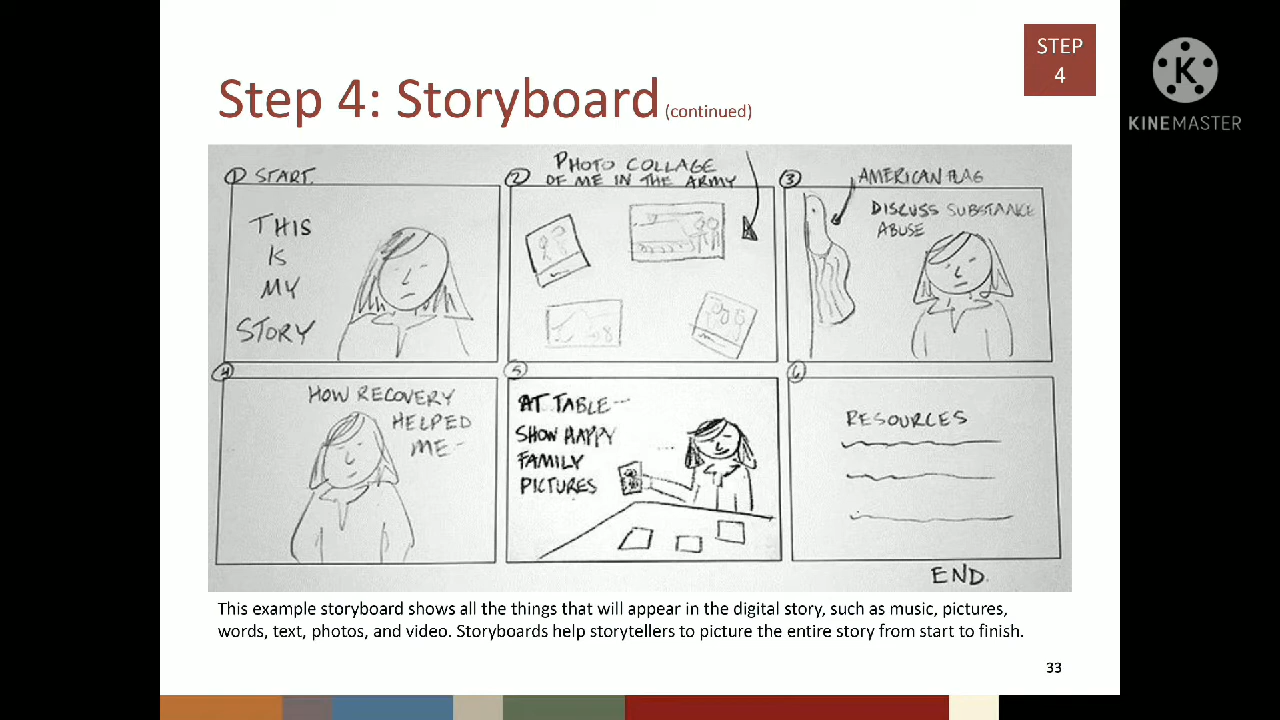 STEP
4
Step 4: Storyboard (continued)
① START.
THIS
IS
MY
STORY
② PHOTO COLLAGE
OF ME IN THE ARMY
③ AMERICAN FLAG
DISCUSS SUBSTANCE
ABUSE
④
HOW RECOVERY
HELPED
ME-
⑤
AT TABLE---
SHOW HAPPY
FAMILY
PICTURES
⑥
RESOURCES
END.
This example storyboard shows all the things that will appear in the digital story, such as music, pictures,
words, text, photos, and video. Storyboards help storytellers to picture the entire story from start to finish.
33
K
KINEMASTER